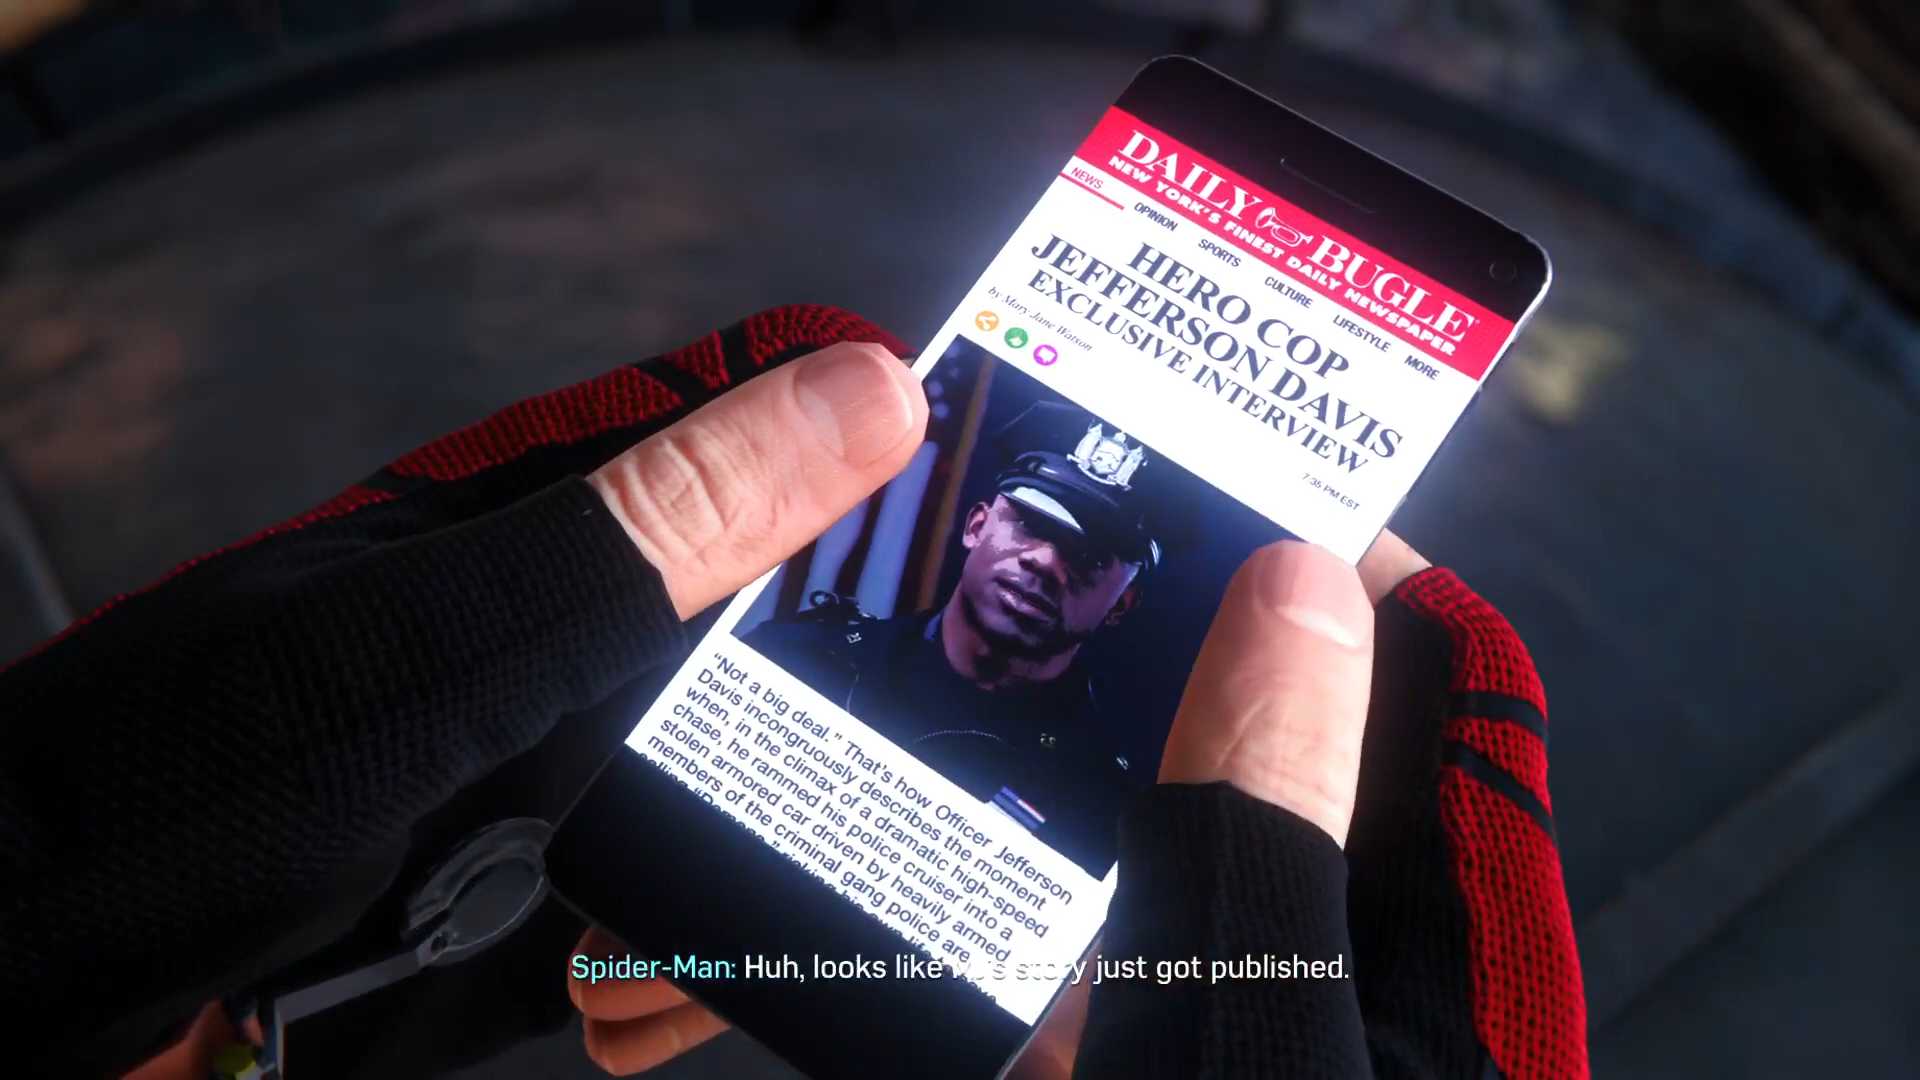 DAILY BUGLE
NEW YORK'S FINEST DAILY NEWSPAPER
NEWS OPINION SPORTS CULTURE LIFESTYLE MORE
HERO COP
JEFFERSON DAVIS
EXCLUSIVE INTERVIEW
by Mary Jane Watson
7:35 PM EST
“Not a big deal.” That's how Officer Jefferson
Davis incongruously describes the moment
when, in the climax of a dramatic high-speed
chase, he rammed his police cruiser into a
stolen armored car driven by heavily armed
members of the criminal gang police are
calling “Demons,”
Spider-Man: Huh, looks like MJ's story just got published.